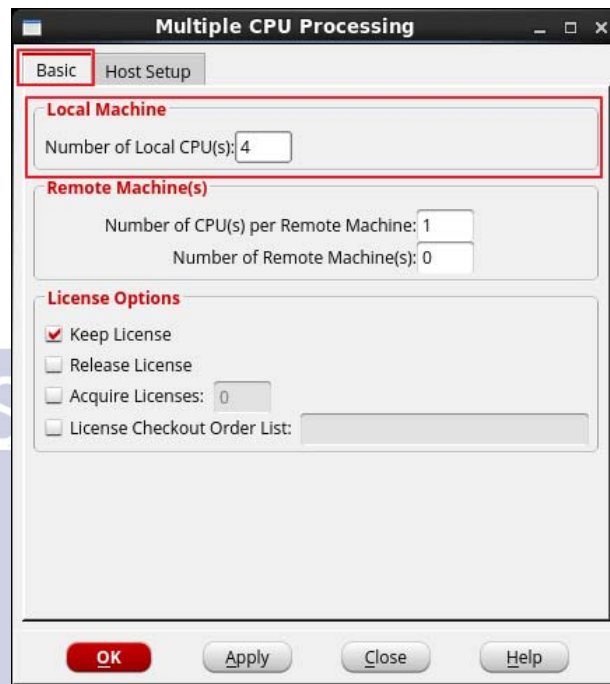 Multiple CPU Processing
Basic Host Setup
Local Machine
Number of Local CPU(s): 4
Remote Machine(s)
Number of CPU(s) per Remote Machine: 1
Number of Remote Machine(s): 0
License Options
Keep License
Release License
Acquire Licenses: 0
License Checkout Order List:
OK Apply Close Help